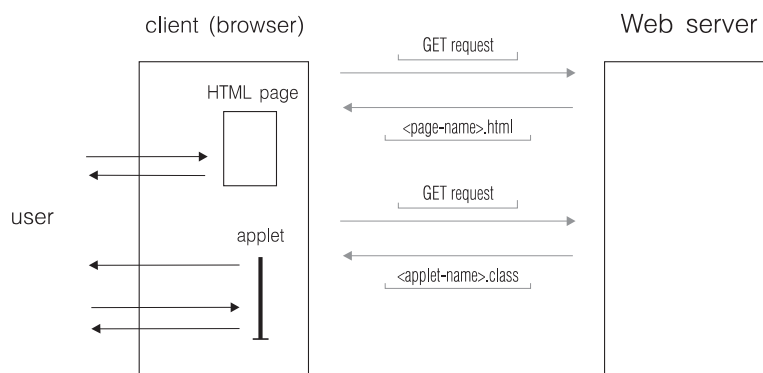 client (browser)
Web server
GET request
HTML page
<page-name>.html
GET request
user
applet
<applet-name>.class